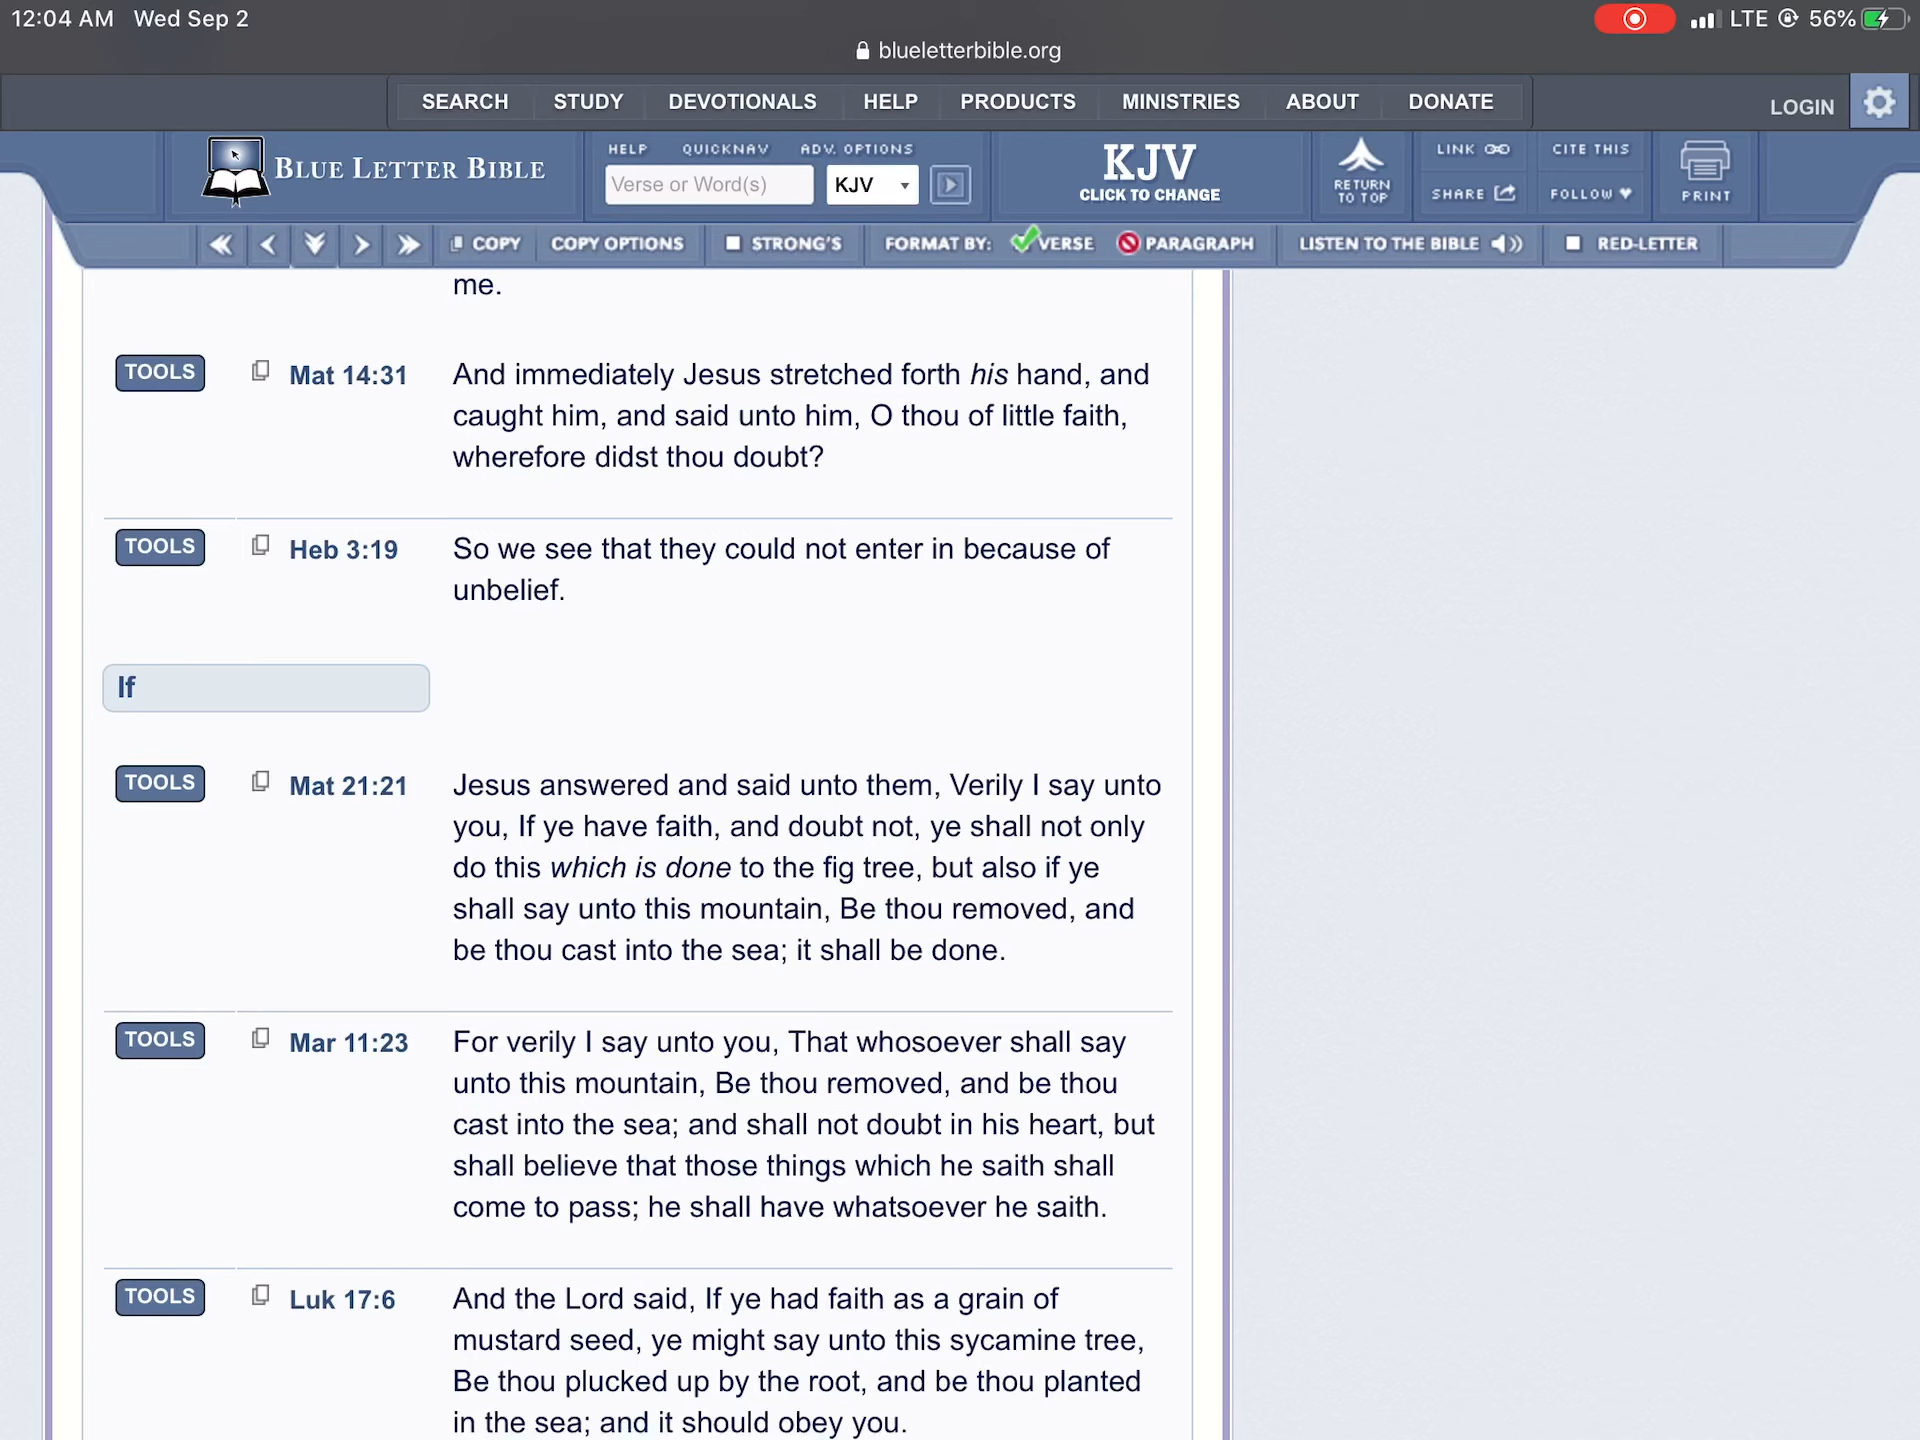 12:04 AM Wed Sep 2
LTE 56%
blueletterbible.org
SEARCH STUDY DEVOTIONALS HELP PRODUCTS MINISTRIES ABOUT DONATE
LOGIN
BLUE LETTER BIBLE
HELP QUICKNAV ADV. OPTIONS
Verse or Word(s)
KJV
KJV
CLICK TO CHANGE
RETURN
TO TOP
LINK
SHARE
CITE THIS
FOLLOW
PRINT
COPY COPY OPTIONS STRONG'S FORMAT BY: VERSE PARAGRAPH LISTEN TO THE BIBLE RED-LETTER
me.
TOOLS Mat 14:31 And immediately Jesus stretched forth his hand, and
caught him, and said unto him, O thou of little faith,
wherefore didst thou doubt?
TOOLS Heb 3:19 So we see that they could not enter in because of
unbelief.
If
TOOLS Mat 21:21 Jesus answered and said unto them, Verily I say unto
you, If ye have faith, and doubt not, ye shall not only
do this which is done to the fig tree, but also if ye
shall say unto this mountain, Be thou removed, and
be thou cast into the sea; it shall be done.
TOOLS Mar 11:23 For verily I say unto you, That whosoever shall say
unto this mountain, Be thou removed, and be thou
cast into the sea; and shall not doubt in his heart, but
shall believe that those things which he saith shall
come to pass; he shall have whatsoever he saith.
TOOLS Luk 17:6 And the Lord said, If ye had faith as a grain of
mustard seed, ye might say unto this sycamine tree,
Be thou plucked up by the root, and be thou planted
in the sea; and it should obey you.